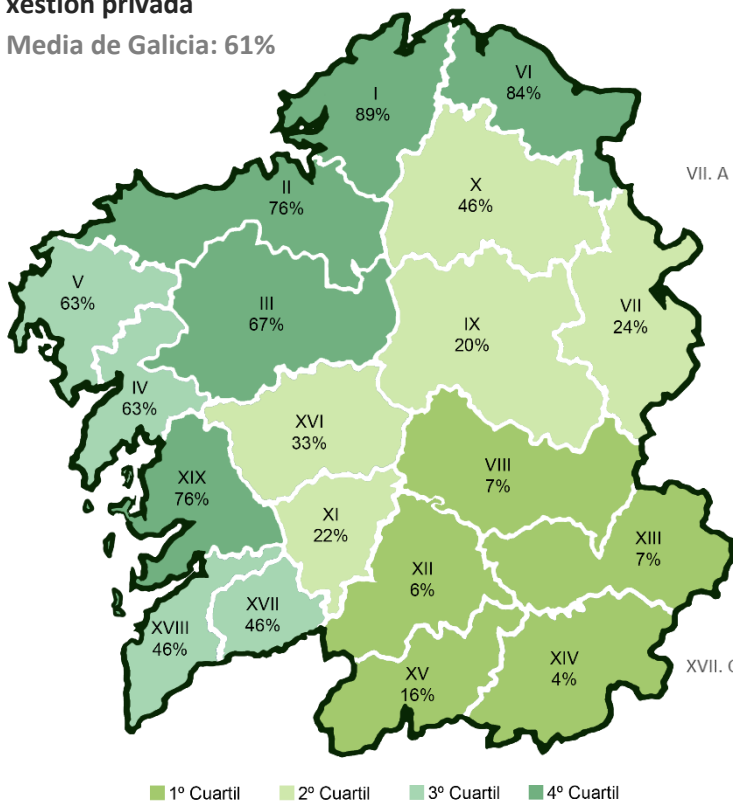 xestión privada
Media de Galicia: 61%
I
89%
VI
84%
VII. A
II
76%
X
46%
V
63%
III
67%
VII
24%
IX
20%
IV
63%
XVI
33%
VIII
7%
XIX
76%
XI
22%
XIII
7%
XII
6%
XVII
46%
XVIII
46%
XIV
4%
XV
16%
XVII. O
1º Cuartil 2º Cuartil 3º Cuartil 4º Cuartil